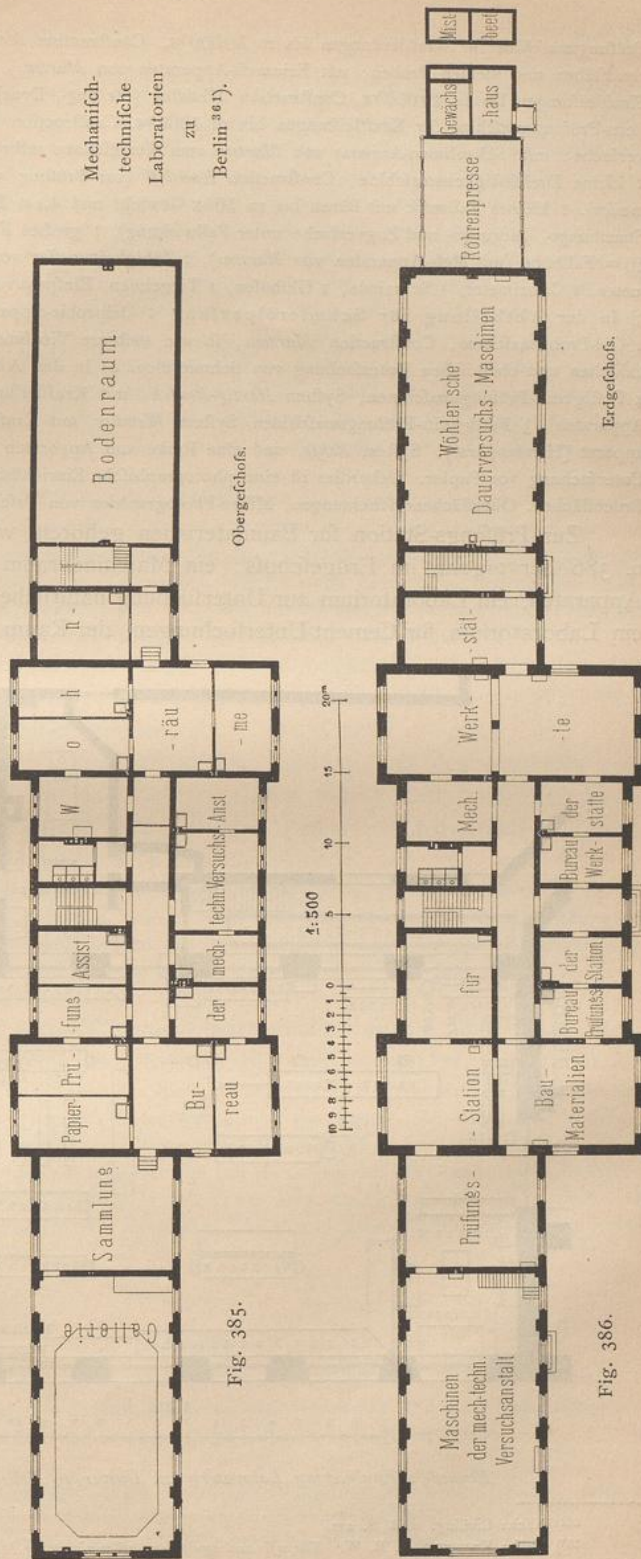 Mechaniſch-
techniſche
Laboratorien
zu
Berlin ³⁶¹).
Fig. 385.
Obergeſchoſs.
Gallerie
Sammlung
Papier-
Prü-
-fung
Assist.
W
o
h
n
-räu
-me
Bodenraum
Bu-
reau
der
mech-
techn.
Versuchs-
Anst
1:500
10 9 8 7 6 5 4 3 2 1 0
5
10
15
20ᵐ
Fig. 386.
Erdgeſchoſs.
Maschinen
der mech-techn.
Versuchsanstalt
Prüfungs-
-Station
für
Bau-
Materialien
Mech.
Werk
-stat
-te
Bureau
der
Prüfungs
Station
Bureau
der
Werk-
stätte
Wöhler'sche
Dauerversuchs-Maschinen
Röhrenpresse
Gewächs
-haus
Mist-
beet